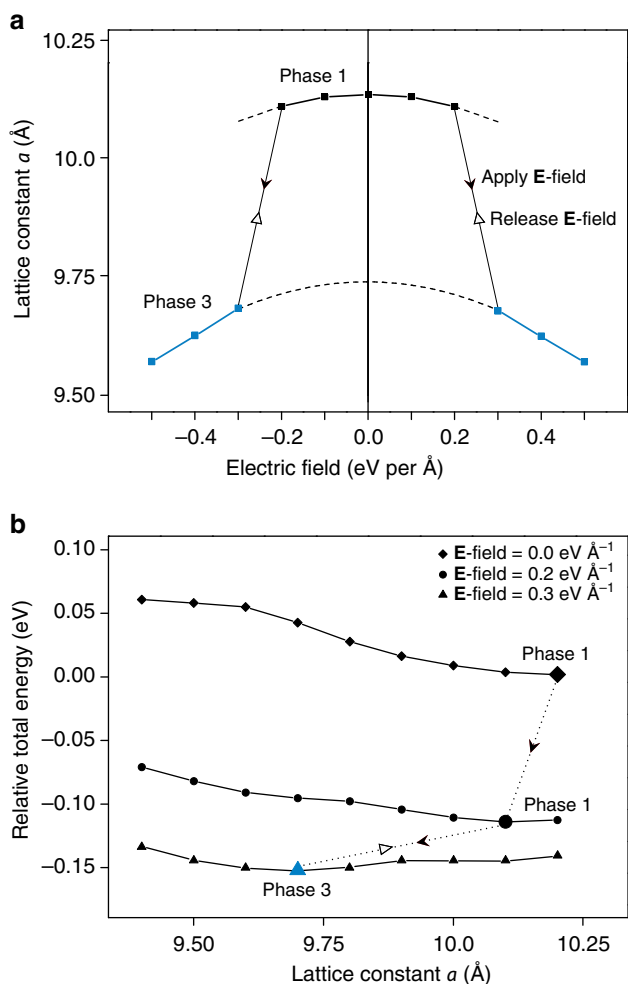 a
10.25
10.0
9.75
9.50
Lattice constant a (Å)
Phase 1
Apply E-field
Release E-field
Phase 3
−0.4 −0.2 0.0 0.2 0.4
Electric field (eV per Å)
b
0.10
0.05
0.00
−0.05
−0.10
−0.15
Relative total energy (eV)
E-field = 0.0 eV Å⁻¹
E-field = 0.2 eV Å⁻¹
E-field = 0.3 eV Å⁻¹
Phase 1
Phase 1
Phase 3
9.50 9.75 10.0 10.25
Lattice constant a (Å)